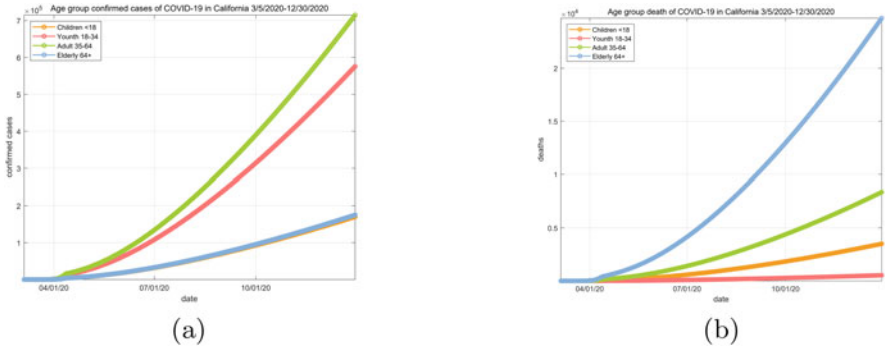 Age group confirmed cases of COVID-19 in California 3/5/2020-12/30/2020
×10⁵
7
6
5
4
3
2
1
confirmed cases
Children <18
Younth 18-34
Adult 35-64
Elderly 64+
04/01/20 07/01/20 10/01/20
date
(a)
Age group death of COVID-19 in California 3/5/2020-12/30/2020
×10⁴
2
1.5
1
0.5
deaths
Children <18
Younth 18-34
Adult 35-64
Elderly 64+
04/01/20 07/01/20 10/01/20
date
(b)